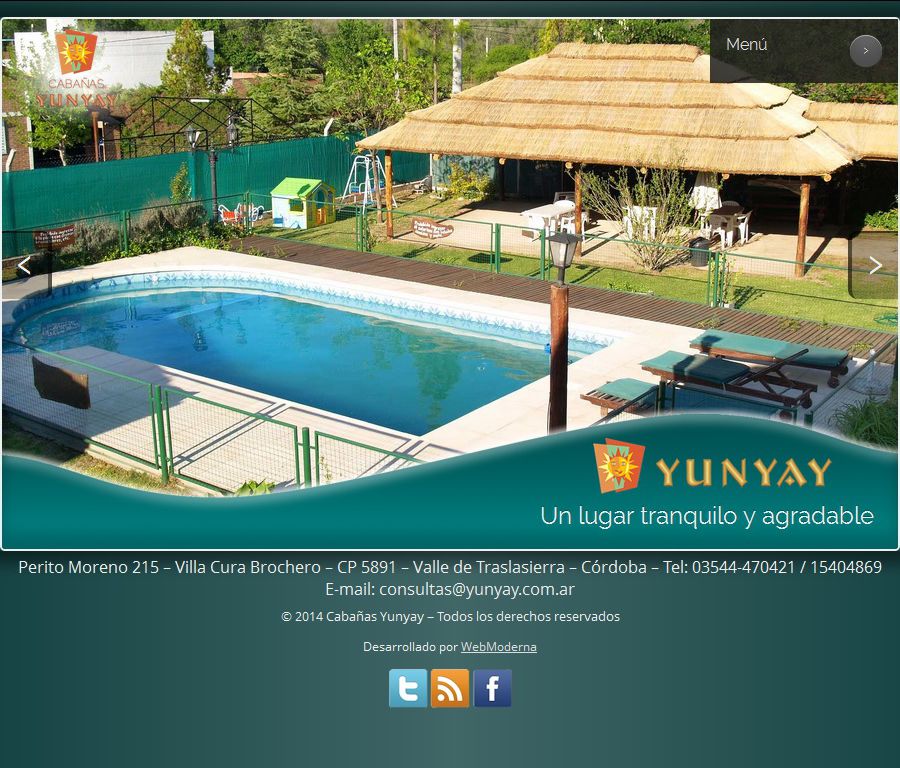 CABAÑAS
YUNYAY
Menú
YUNYAY
Un lugar tranquilo y agradable
Perito Moreno 215 – Villa Cura Brochero – CP 5891 – Valle de Traslasierra – Córdoba – Tel: 03544-470421 / 15404869
E-mail: consultas@yunyay.com.ar
© 2014 Cabañas Yunyay – Todos los derechos reservados
Desarrollado por WebModerna